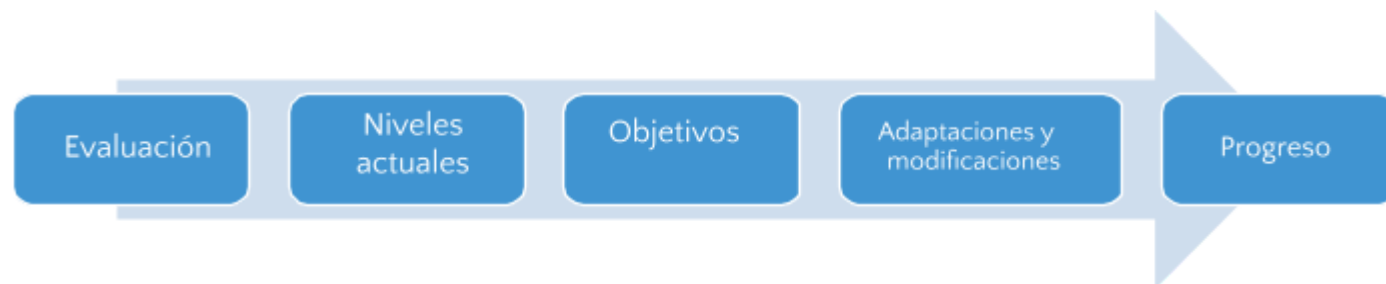 Evaluación
Niveles
actuales
Objetivos
Adaptaciones y
modificaciones
Progreso